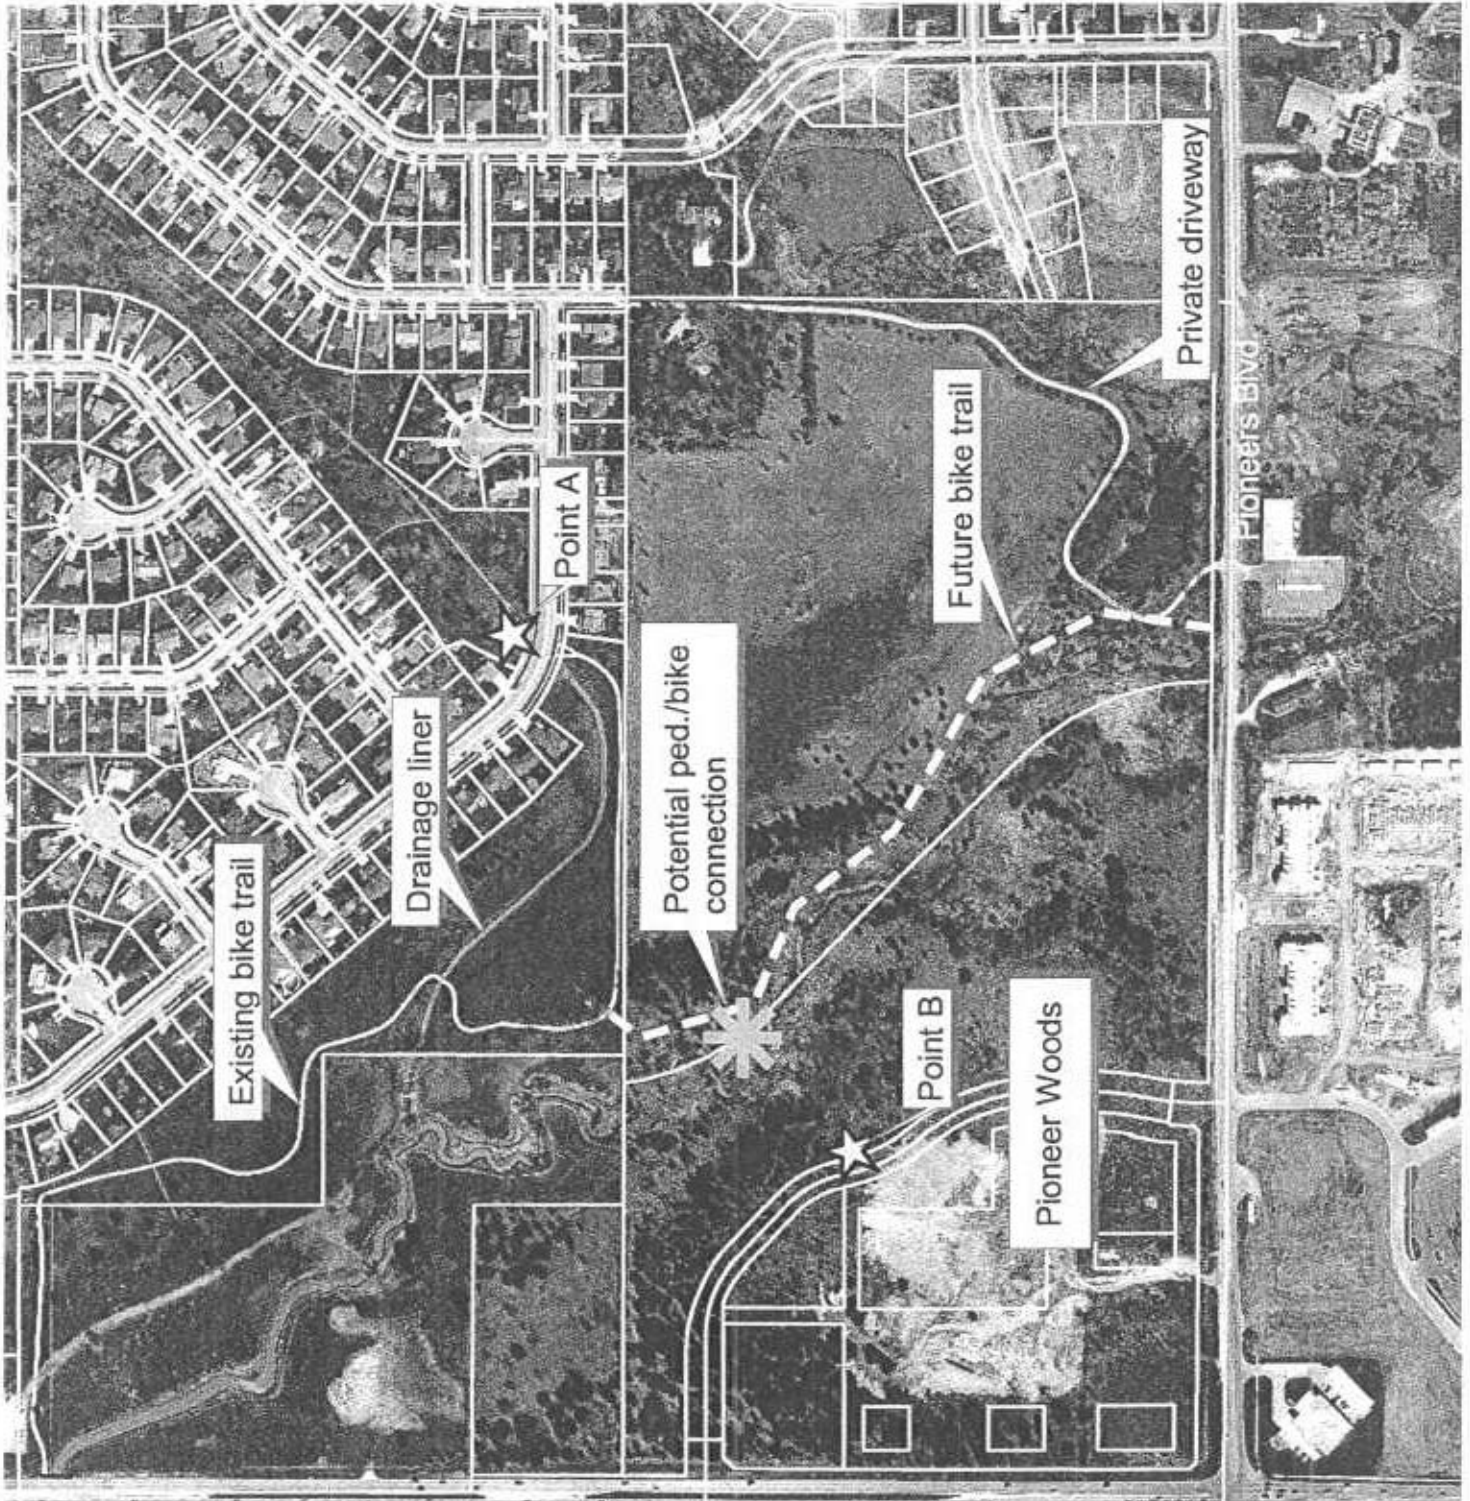 Existing bike trail
Drainage liner
Point A
Potential ped./bike
connection
Future bike trail
Private driveway
Point B
Pioneer Woods
Pioneers Blvd